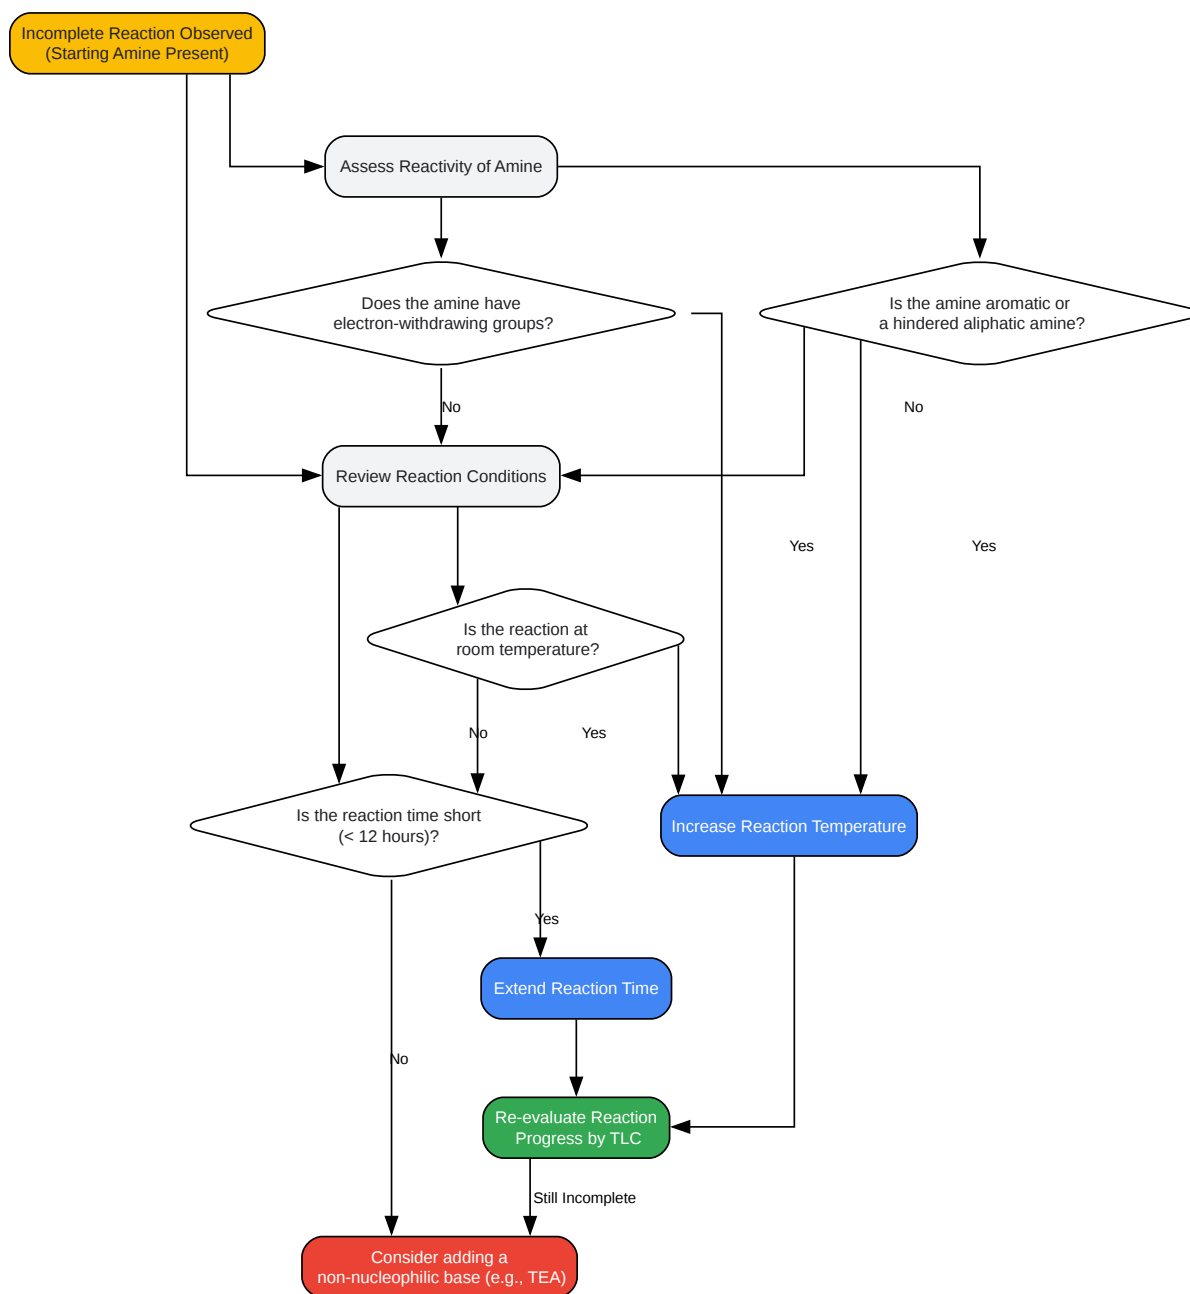 Incomplete Reaction Observed
(Starting Amine Present)
Assess Reactivity of Amine
Does the amine have
electron-withdrawing groups?
Is the amine aromatic or
a hindered aliphatic amine?
No
No
Review Reaction Conditions
Yes
Yes
Is the reaction at
room temperature?
No
Yes
Is the reaction time short
(< 12 hours)?
Increase Reaction Temperature
Yes
Extend Reaction Time
No
Re-evaluate Reaction
Progress by TLC
Still Incomplete
Consider adding a
non-nucleophilic base (e.g., TEA)